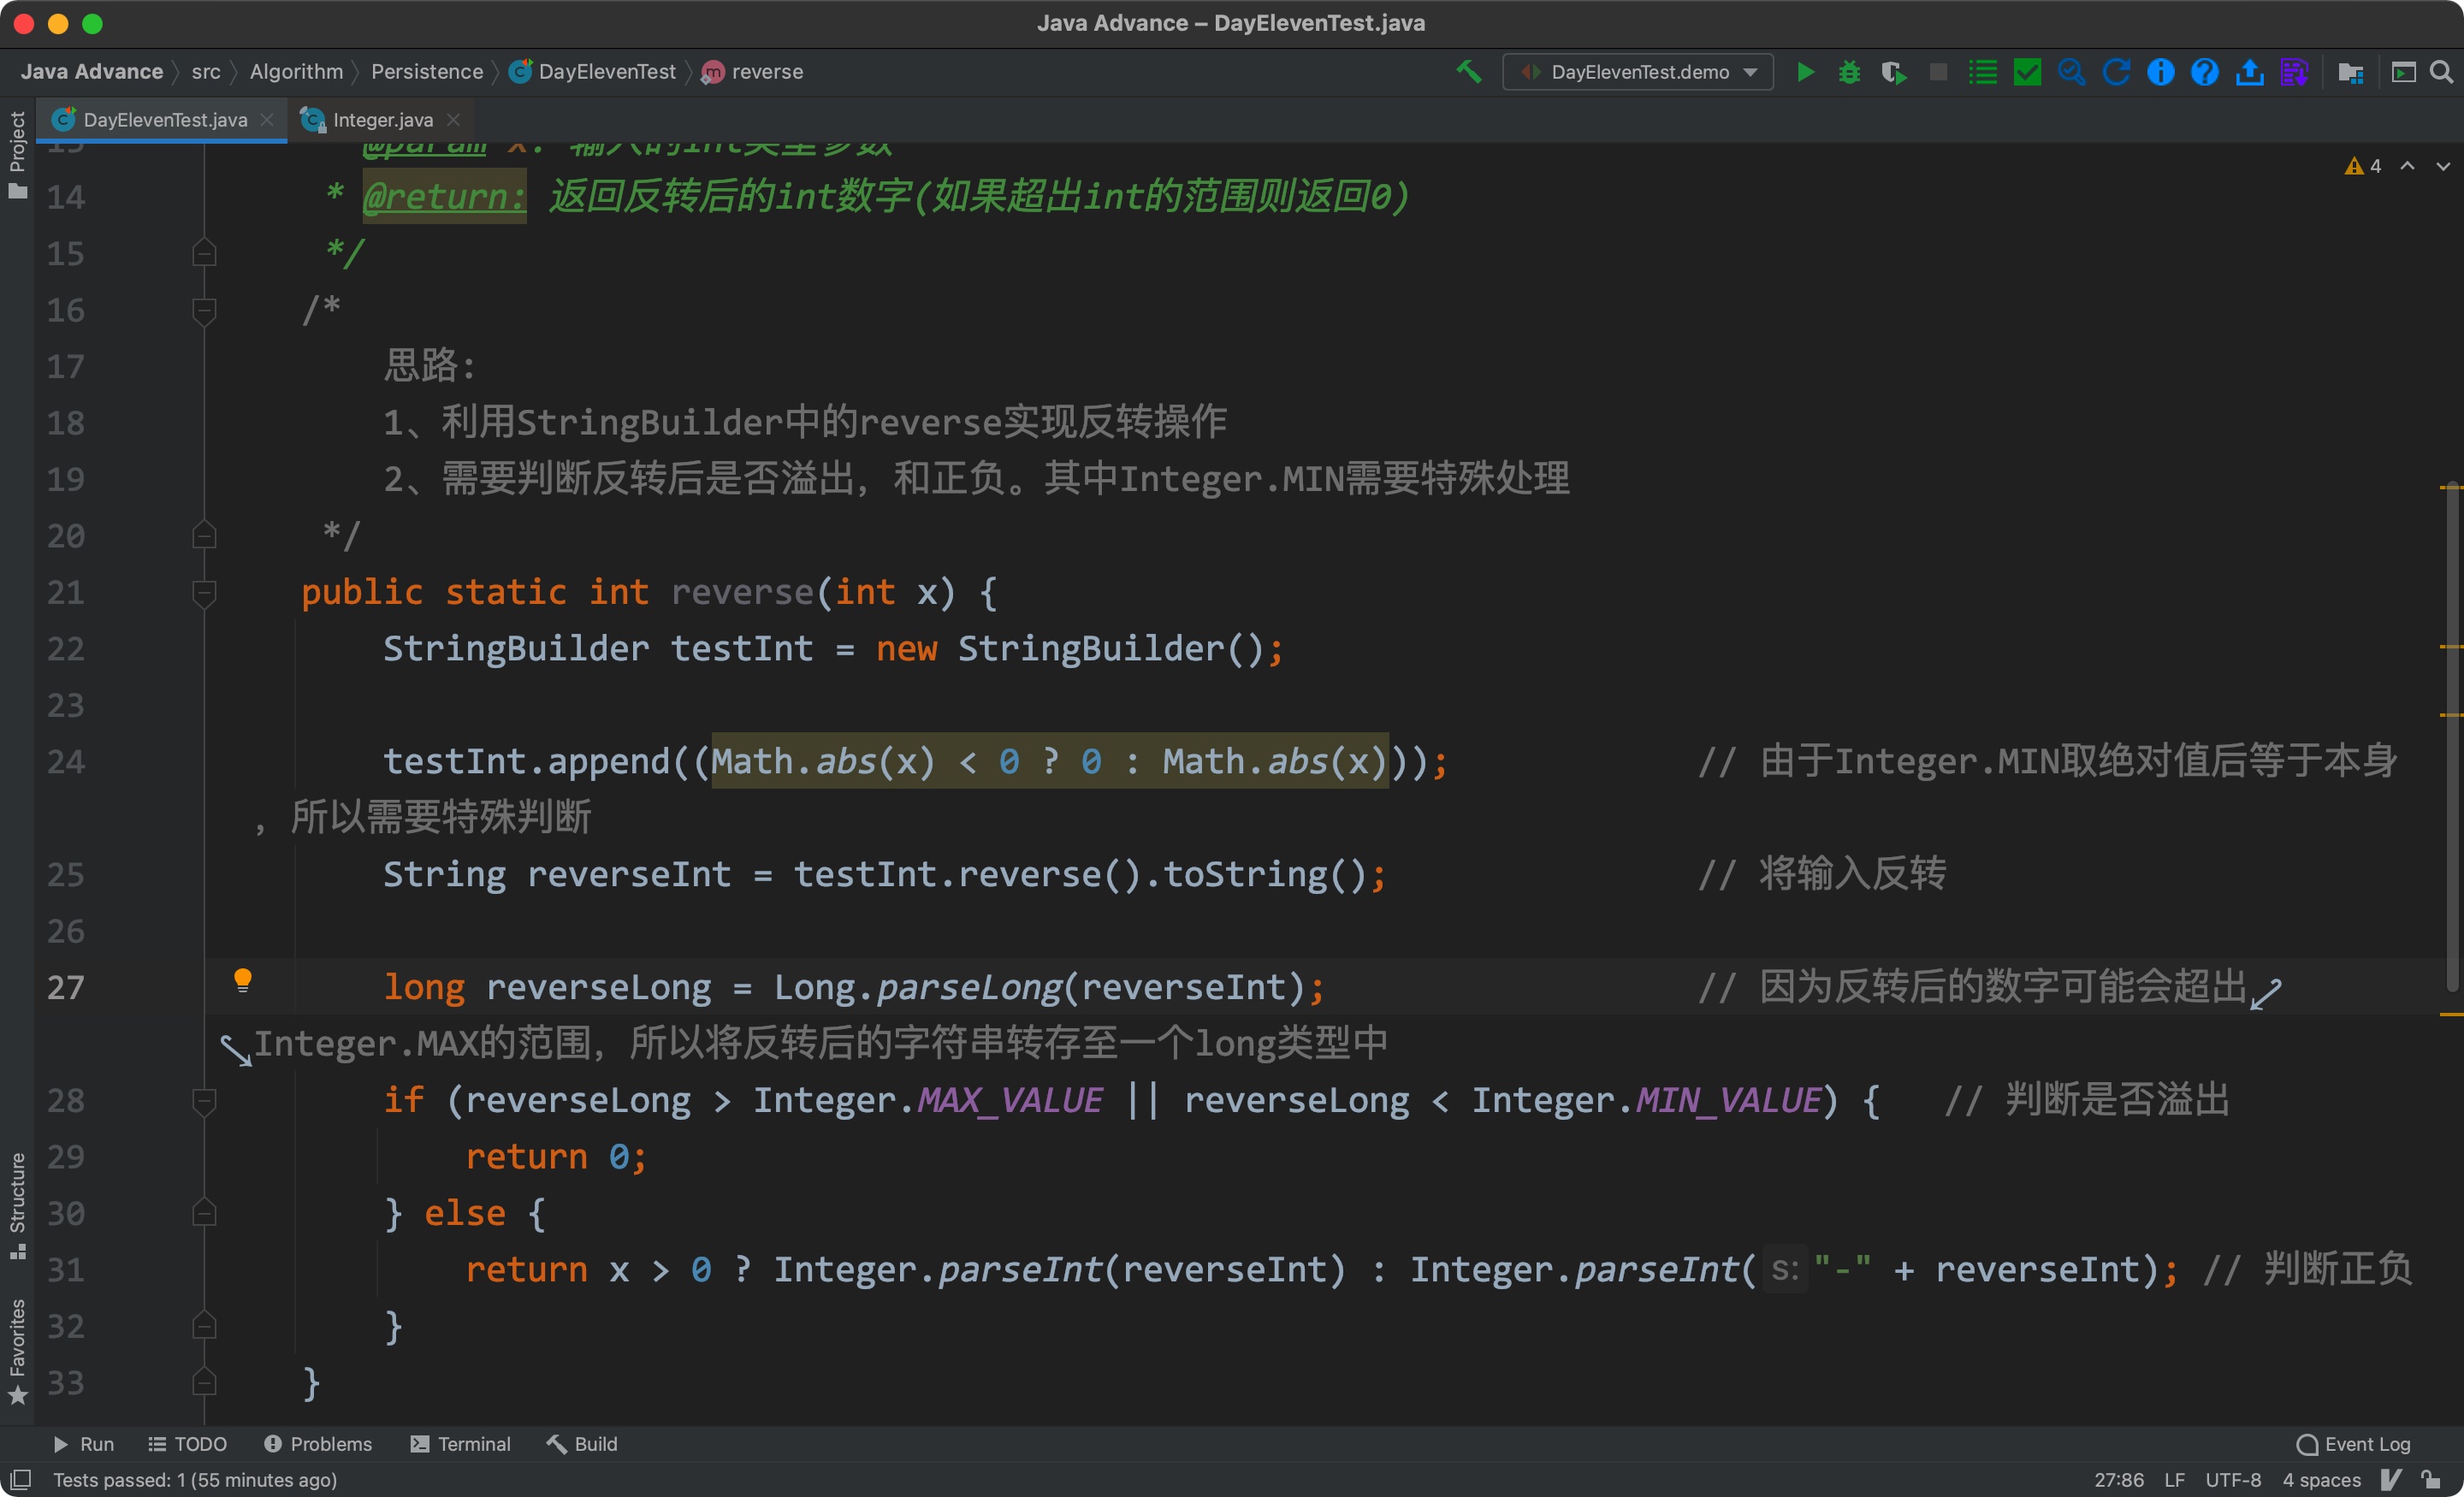 Java Advance – DayElevenTest.java
Java Advance 〉 src 〉 Algorithm 〉 Persistence 〉 DayElevenTest 〉 reverse
DayElevenTest.demo
DayElevenTest.java
Integer.java
Project
4
* @param x: 输入的int类型参数
14 * @return: 返回反转后的int数字(如果超出int的范围则返回0)
15 */
16 /*
17 思路:
18 1、利用StringBuilder中的reverse实现反转操作
19 2、需要判断反转后是否溢出，和正负。其中Integer.MIN需要特殊处理
20 */
21 public static int reverse(int x) {
22 StringBuilder testInt = new StringBuilder();
23
24 testInt.append((Math.abs(x) < 0 ? 0 : Math.abs(x))); // 由于Integer.MIN取绝对值后等于本身
，所以需要特殊判断
25 String reverseInt = testInt.reverse().toString(); // 将输入反转
26
27 long reverseLong = Long.parseLong(reverseInt); // 因为反转后的数字可能会超出
Integer.MAX的范围，所以将反转后的字符串转存至一个long类型中
28 if (reverseLong > Integer.MAX_VALUE || reverseLong < Integer.MIN_VALUE) { // 判断是否溢出
29 return 0;
30 } else {
31 return x > 0 ? Integer.parseInt(reverseInt) : Integer.parseInt( s: "-" + reverseInt); // 判断正负
32 }
33 }
Structure
Favorites
Run TODO Problems Terminal Build Event Log
Tests passed: 1 (55 minutes ago) 27:86 LF UTF-8 4 spaces